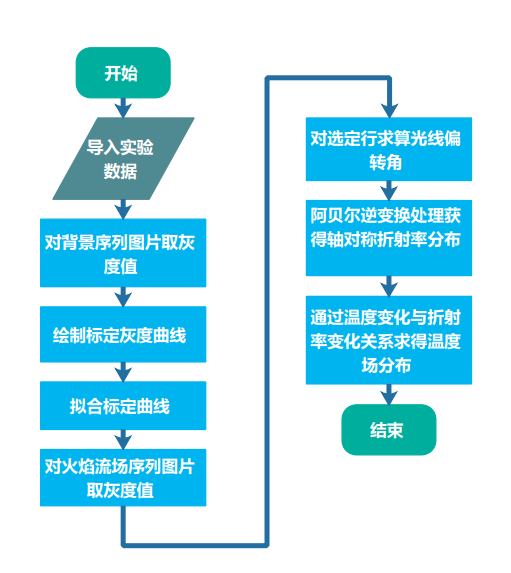 开始
导入实验
数据
对背景序列图片取灰
度值
绘制标定灰度曲线
拟合标定曲线
对火焰流场序列图片
取灰度值
对选定行求算光线偏
转角
阿贝尔逆变换处理获
得轴对称折射率分布
通过温度变化与折射
率变化关系求得温度
场分布
结束